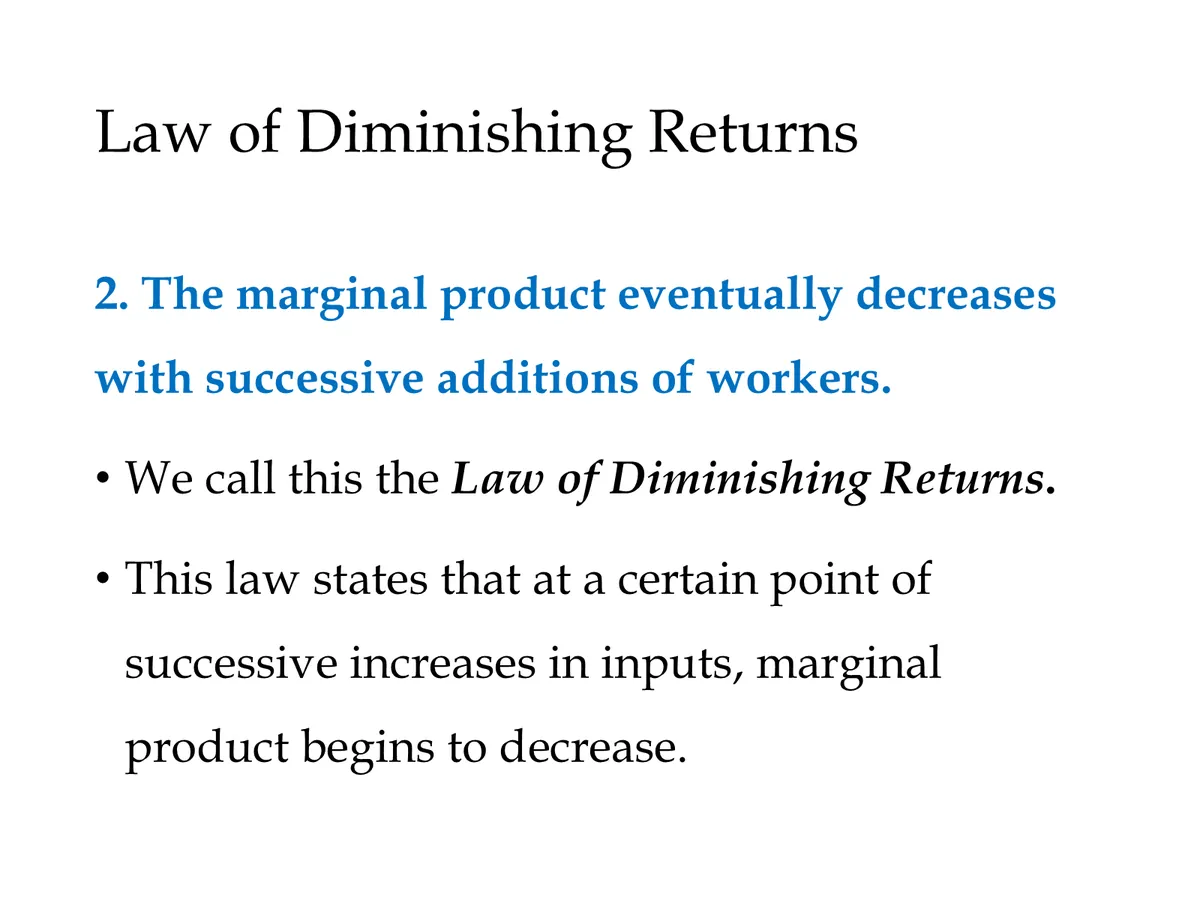 Law of Diminishing Returns
2. The marginal product eventually decreases
with successive additions of workers.
• We call this the Law of Diminishing Returns.
• This law states that at a certain point of
successive increases in inputs, marginal
product begins to decrease.